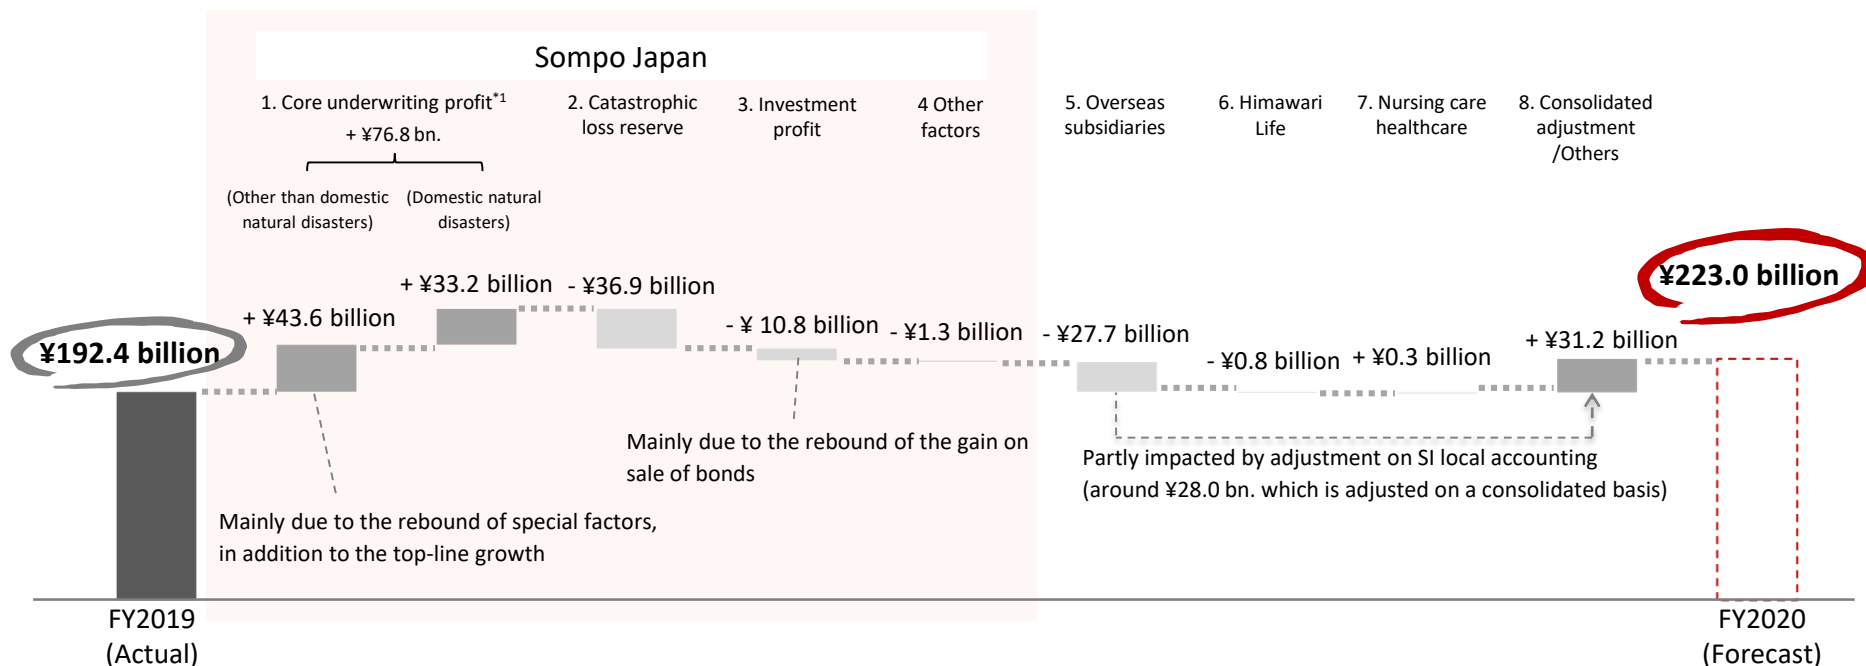 Sompo Japan
1. Core underwriting profit*1
+ ¥76.8 bn.
(Other than domestic
natural disasters)
(Domestic natural
disasters)
2. Catastrophic
loss reserve
3. Investment
profit
4 Other
factors
5. Overseas
subsidiaries
6. Himawari
Life
7. Nursing care
healthcare
8. Consolidated
adjustment
/Others
¥192.4 billion
+ ¥43.6 billion
+ ¥33.2 billion
- ¥36.9 billion
- ¥ 10.8 billion
- ¥1.3 billion
- ¥27.7 billion
- ¥0.8 billion
+ ¥0.3 billion
+ ¥31.2 billion
¥223.0 billion
Mainly due to the rebound of special factors,
in addition to the top-line growth
Mainly due to the rebound of the gain on
sale of bonds
Partly impacted by adjustment on SI local accounting
(around ¥28.0 bn. which is adjusted on a consolidated basis)
FY2019
(Actual)
FY2020
(Forecast)